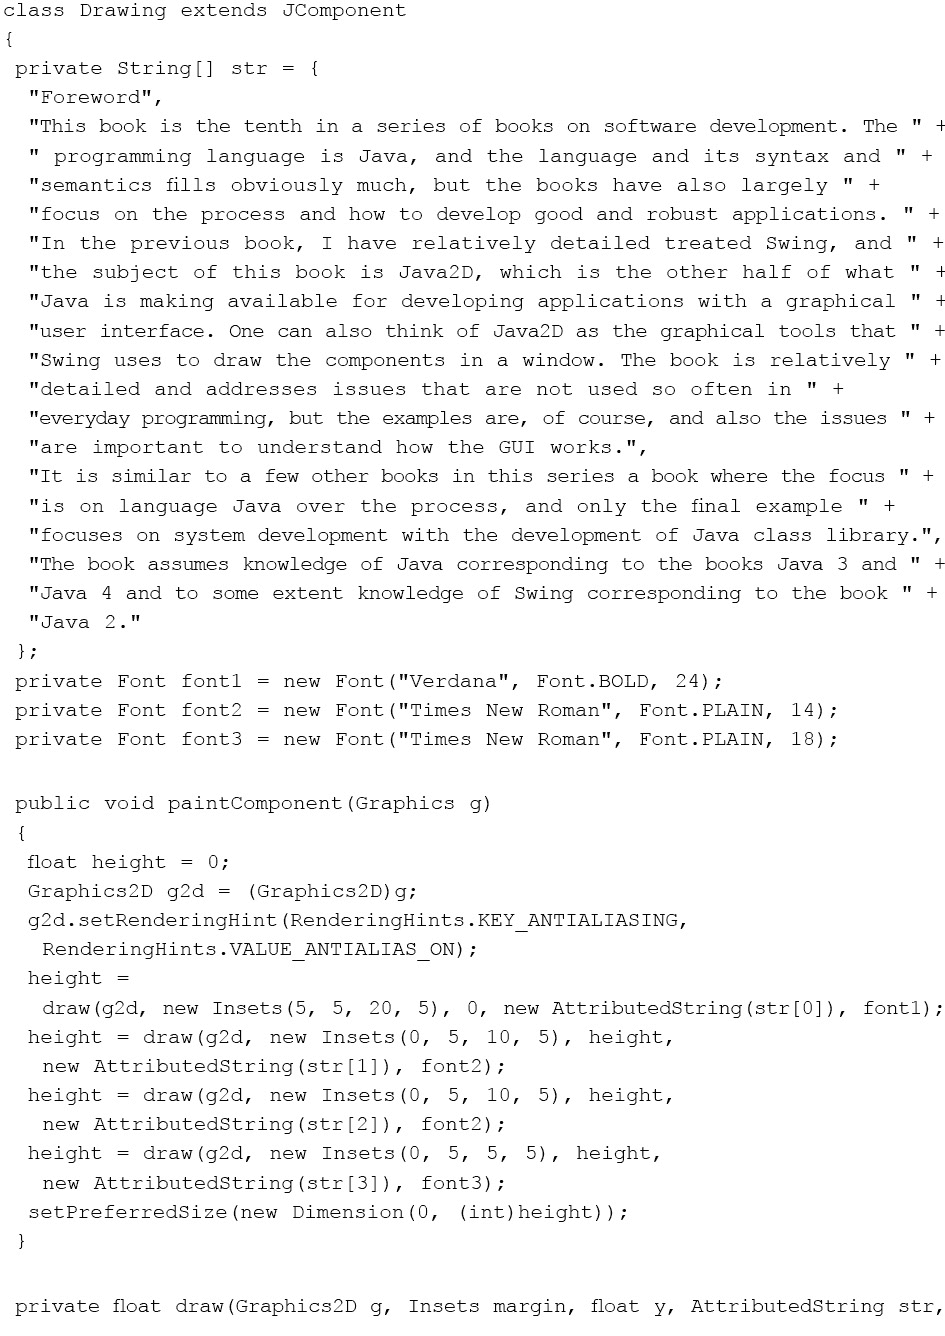 class Drawing extends JComponent
{
 private String[] str = {
  "Foreword",
  "This book is the tenth in a series of books on software development. The " +
  " programming language is Java, and the language and its syntax and " +
  "semantics fills obviously much, but the books have also largely " +
  "focus on the process and how to develop good and robust applications. " +
  "In the previous book, I have relatively detailed treated Swing, and " +
  "the subject of this book is Java2D, which is the other half of what " +
  "Java is making available for developing applications with a graphical " +
  "user interface. One can also think of Java2D as the graphical tools that " +
  "Swing uses to draw the components in a window. The book is relatively " +
  "detailed and addresses issues that are not used so often in " +
  "everyday programming, but the examples are, of course, and also the issues " +
  "are important to understand how the GUI works.",
  "It is similar to a few other books in this series a book where the focus " +
  "is on language Java over the process, and only the final example " +
  "focuses on system development with the development of Java class library.",
  "The book assumes knowledge of Java corresponding to the books Java 3 and " +
  "Java 4 and to some extent knowledge of Swing corresponding to the book " +
  "Java 2."
 };
 private Font font1 = new Font("Verdana", Font.BOLD, 24);
 private Font font2 = new Font("Times New Roman", Font.PLAIN, 14);
 private Font font3 = new Font("Times New Roman", Font.PLAIN, 18);

 public void paintComponent(Graphics g)
 {
  float height = 0;
  Graphics2D g2d = (Graphics2D)g;
  g2d.setRenderingHint(RenderingHints.KEY_ANTIALIASING,
   RenderingHints.VALUE_ANTIALIAS_ON);
  height =
   draw(g2d, new Insets(5, 5, 20, 5), 0, new AttributedString(str[0]), font1);
  height = draw(g2d, new Insets(0, 5, 10, 5), height,
   new AttributedString(str[1]), font2);
  height = draw(g2d, new Insets(0, 5, 10, 5), height,
   new AttributedString(str[2]), font2);
  height = draw(g2d, new Insets(0, 5, 5, 5), height,
   new AttributedString(str[3]), font3);
  setPreferredSize(new Dimension(0, (int)height));
 }

 private float draw(Graphics2D g, Insets margin, float y, AttributedString str,